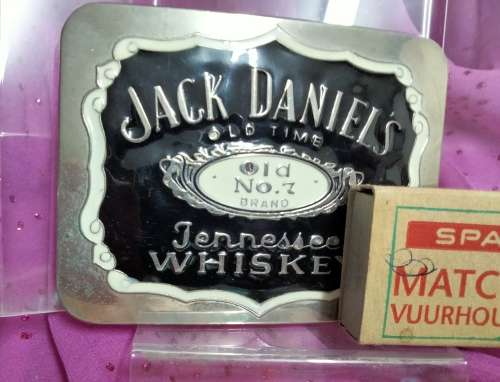 JACK DANIEL'S
OLD TIME
Old
No.7
BRAND
Tennessee
WHISKEY
SPA
MATC
VUURHOU